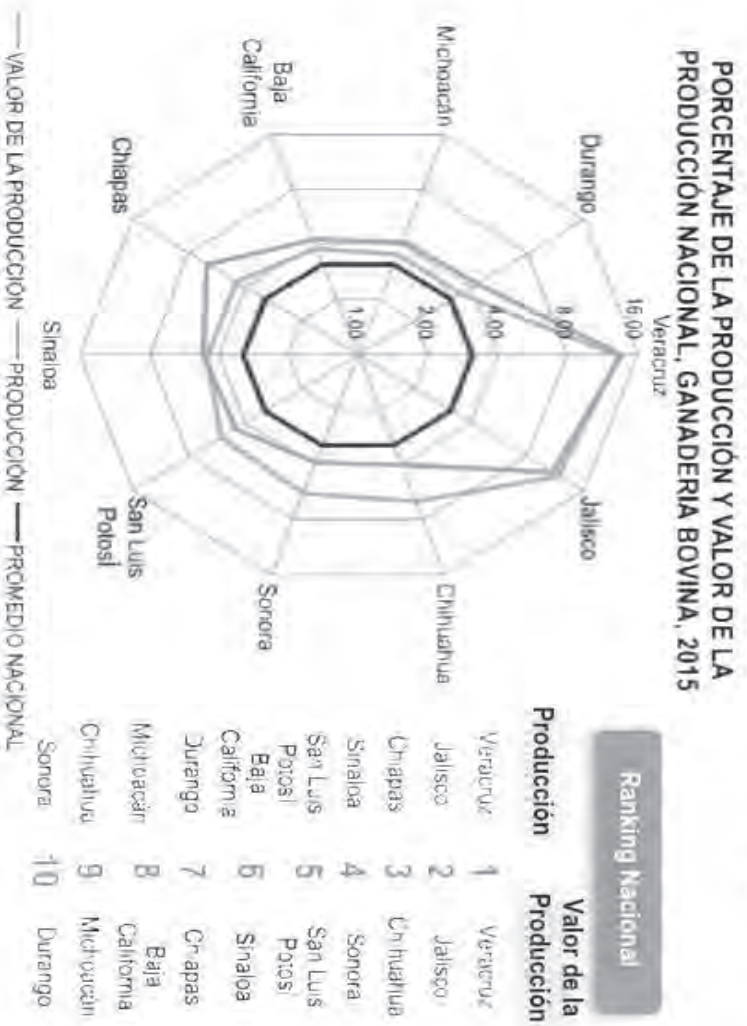 PORCENTAJE DE LA PRODUCCIÓN Y VALOR DE LA
PRODUCCIÓN NACIONAL, GANADERIA BOVINA, 2015
Veracruz
Jalisco
Chihuahua
Sonora
San Luis
Potosí
Sinaloa
Chiapas
Baja
California
Michoacán
Durango
16.00
8.00
4.00
2.00
1.00
VALOR DE LA PRODUCCIÓN
PRODUCCIÓN
PROMEDIO NACIONAL
Ranking Nacional
Producción
Valor de la
Producción
Veracruz 1 Veracruz
Jalisco 2 Jalisco
Chiapas 3 Chihuahua
Sinaloa 4 Sonora
San Luis
Potosí 5 San Luis
Potosí
Baja
California 6 Sinaloa
Durango 7 Chiapas
Michoacán 8 Baja
California
Chihuahua 9 Michoacán
Sonora 10 Durango